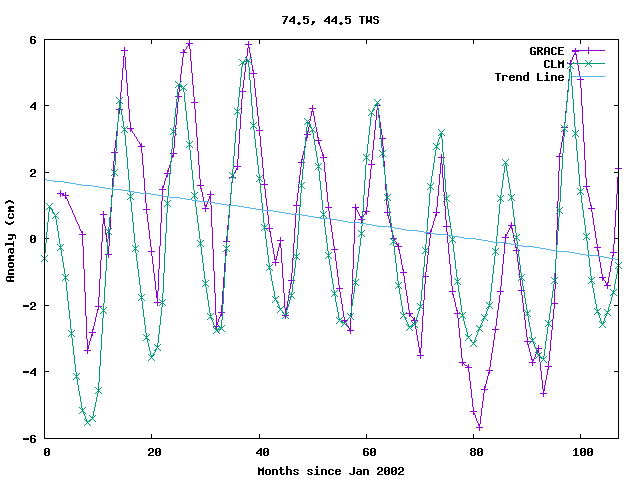 74.5, 44.5 TWS
GRACE
CLM
Trend Line
6
4
2
0
-2
-4
-6
Anomaly (cm)
0 20 40 60 80 100
Months since Jan 2002